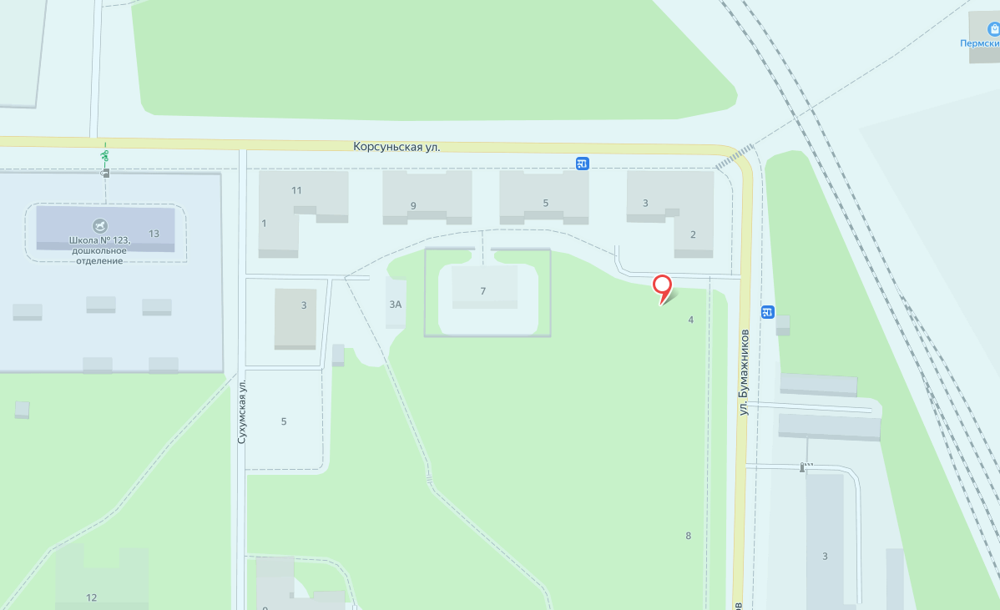 Пермски
Корсуньская ул.
11
9
5
3
1
2
13
Школа № 123,
дошкольное
отделение
3
3А
7
4
ул. Бумажников
Сухумская ул.
5
8
3
12